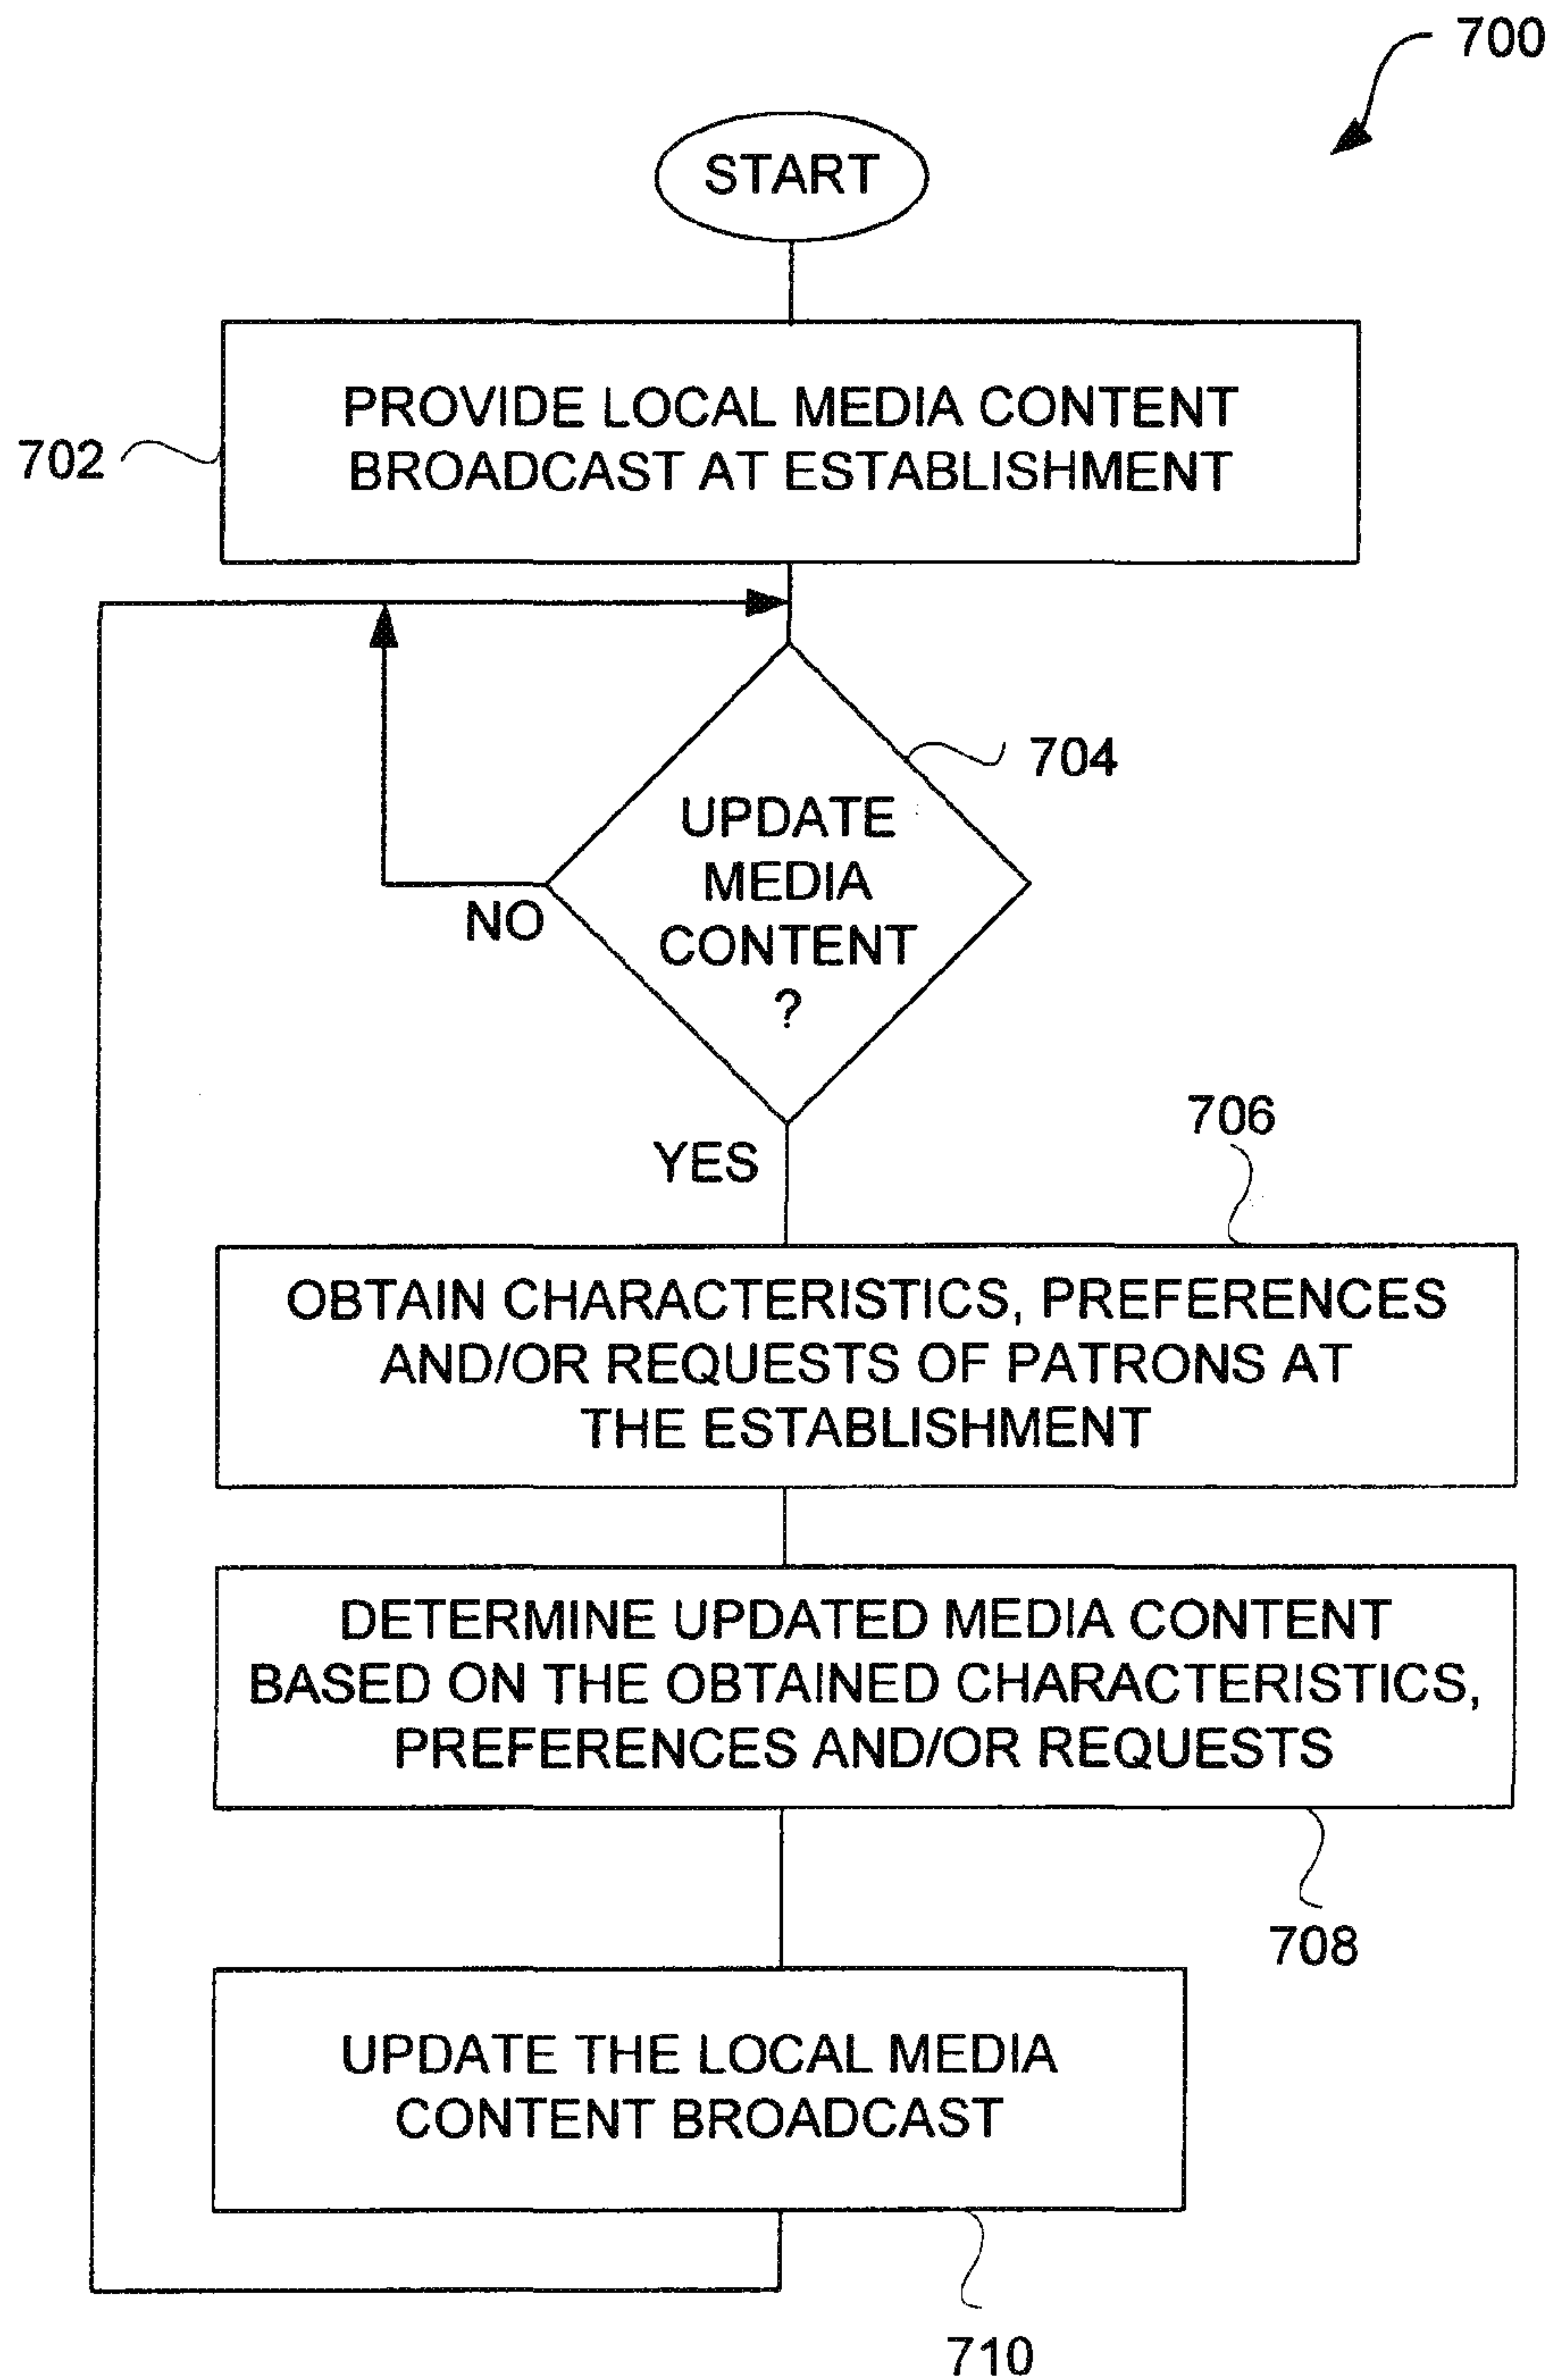 700
START
PROVIDE LOCAL MEDIA CONTENT
BROADCAST AT ESTABLISHMENT
702
704
UPDATE
MEDIA
CONTENT
?
NO
YES
706
OBTAIN CHARACTERISTICS, PREFERENCES
AND/OR REQUESTS OF PATRONS AT
THE ESTABLISHMENT
DETERMINE UPDATED MEDIA CONTENT
BASED ON THE OBTAINED CHARACTERISTICS,
PREFERENCES AND/OR REQUESTS
708
UPDATE THE LOCAL MEDIA
CONTENT BROADCAST
710